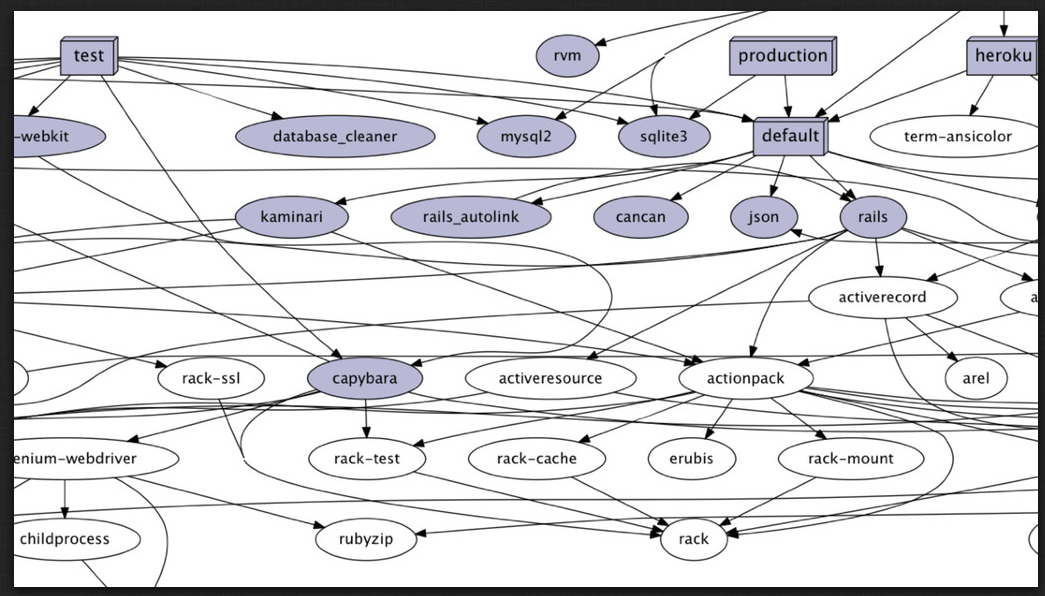 test
rvm
production
heroku
-webkit
database_cleaner
mysql2
sqlite3
default
term-ansicolor
kaminari
rails_autolink
cancan
json
rails
activerecord
a
rack-ssl
capybara
activeresource
actionpack
arel
enium-webdriver
rack-test
rack-cache
erubis
rack-mount
childprocess
rubyzip
rack